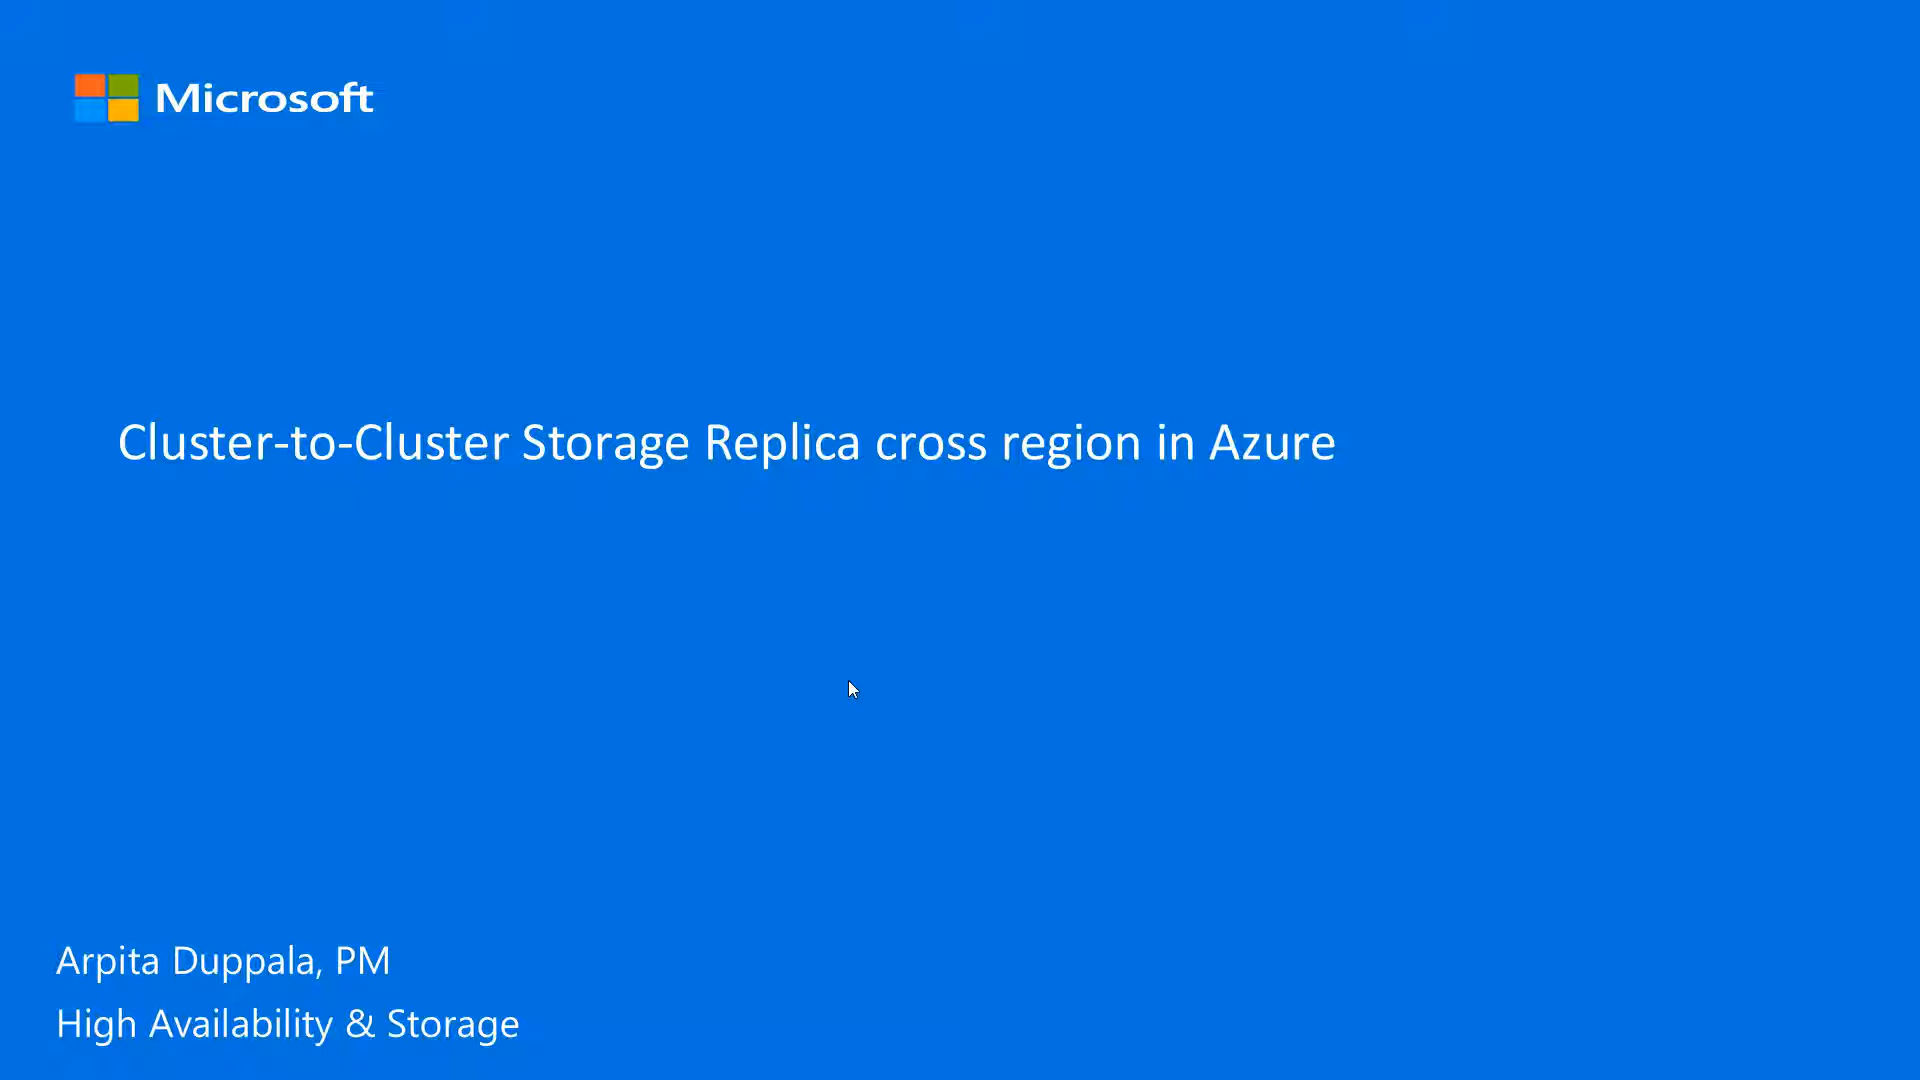 Microsoft
Cluster-to-Cluster Storage Replica cross region in Azure
Arpita Duppala, PM
High Availability & Storage